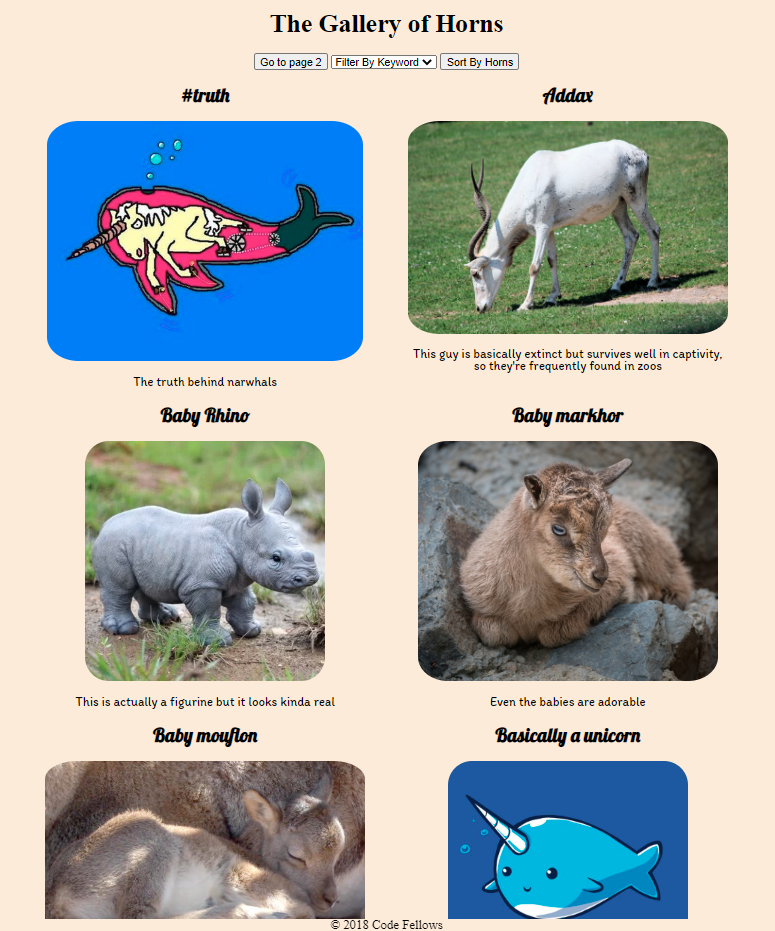 The Gallery of Horns
Go to page 2 Filter By Keyword Sort By Horns
#truth
Addax
The truth behind narwhals
This guy is basically extinct but survives well in captivity,
so they're frequently found in zoos
Baby Rhino
Baby markhor
This is actually a figurine but it looks kinda real
Even the babies are adorable
Baby mouflon
Basically a unicorn
© 2018 Code Fellows